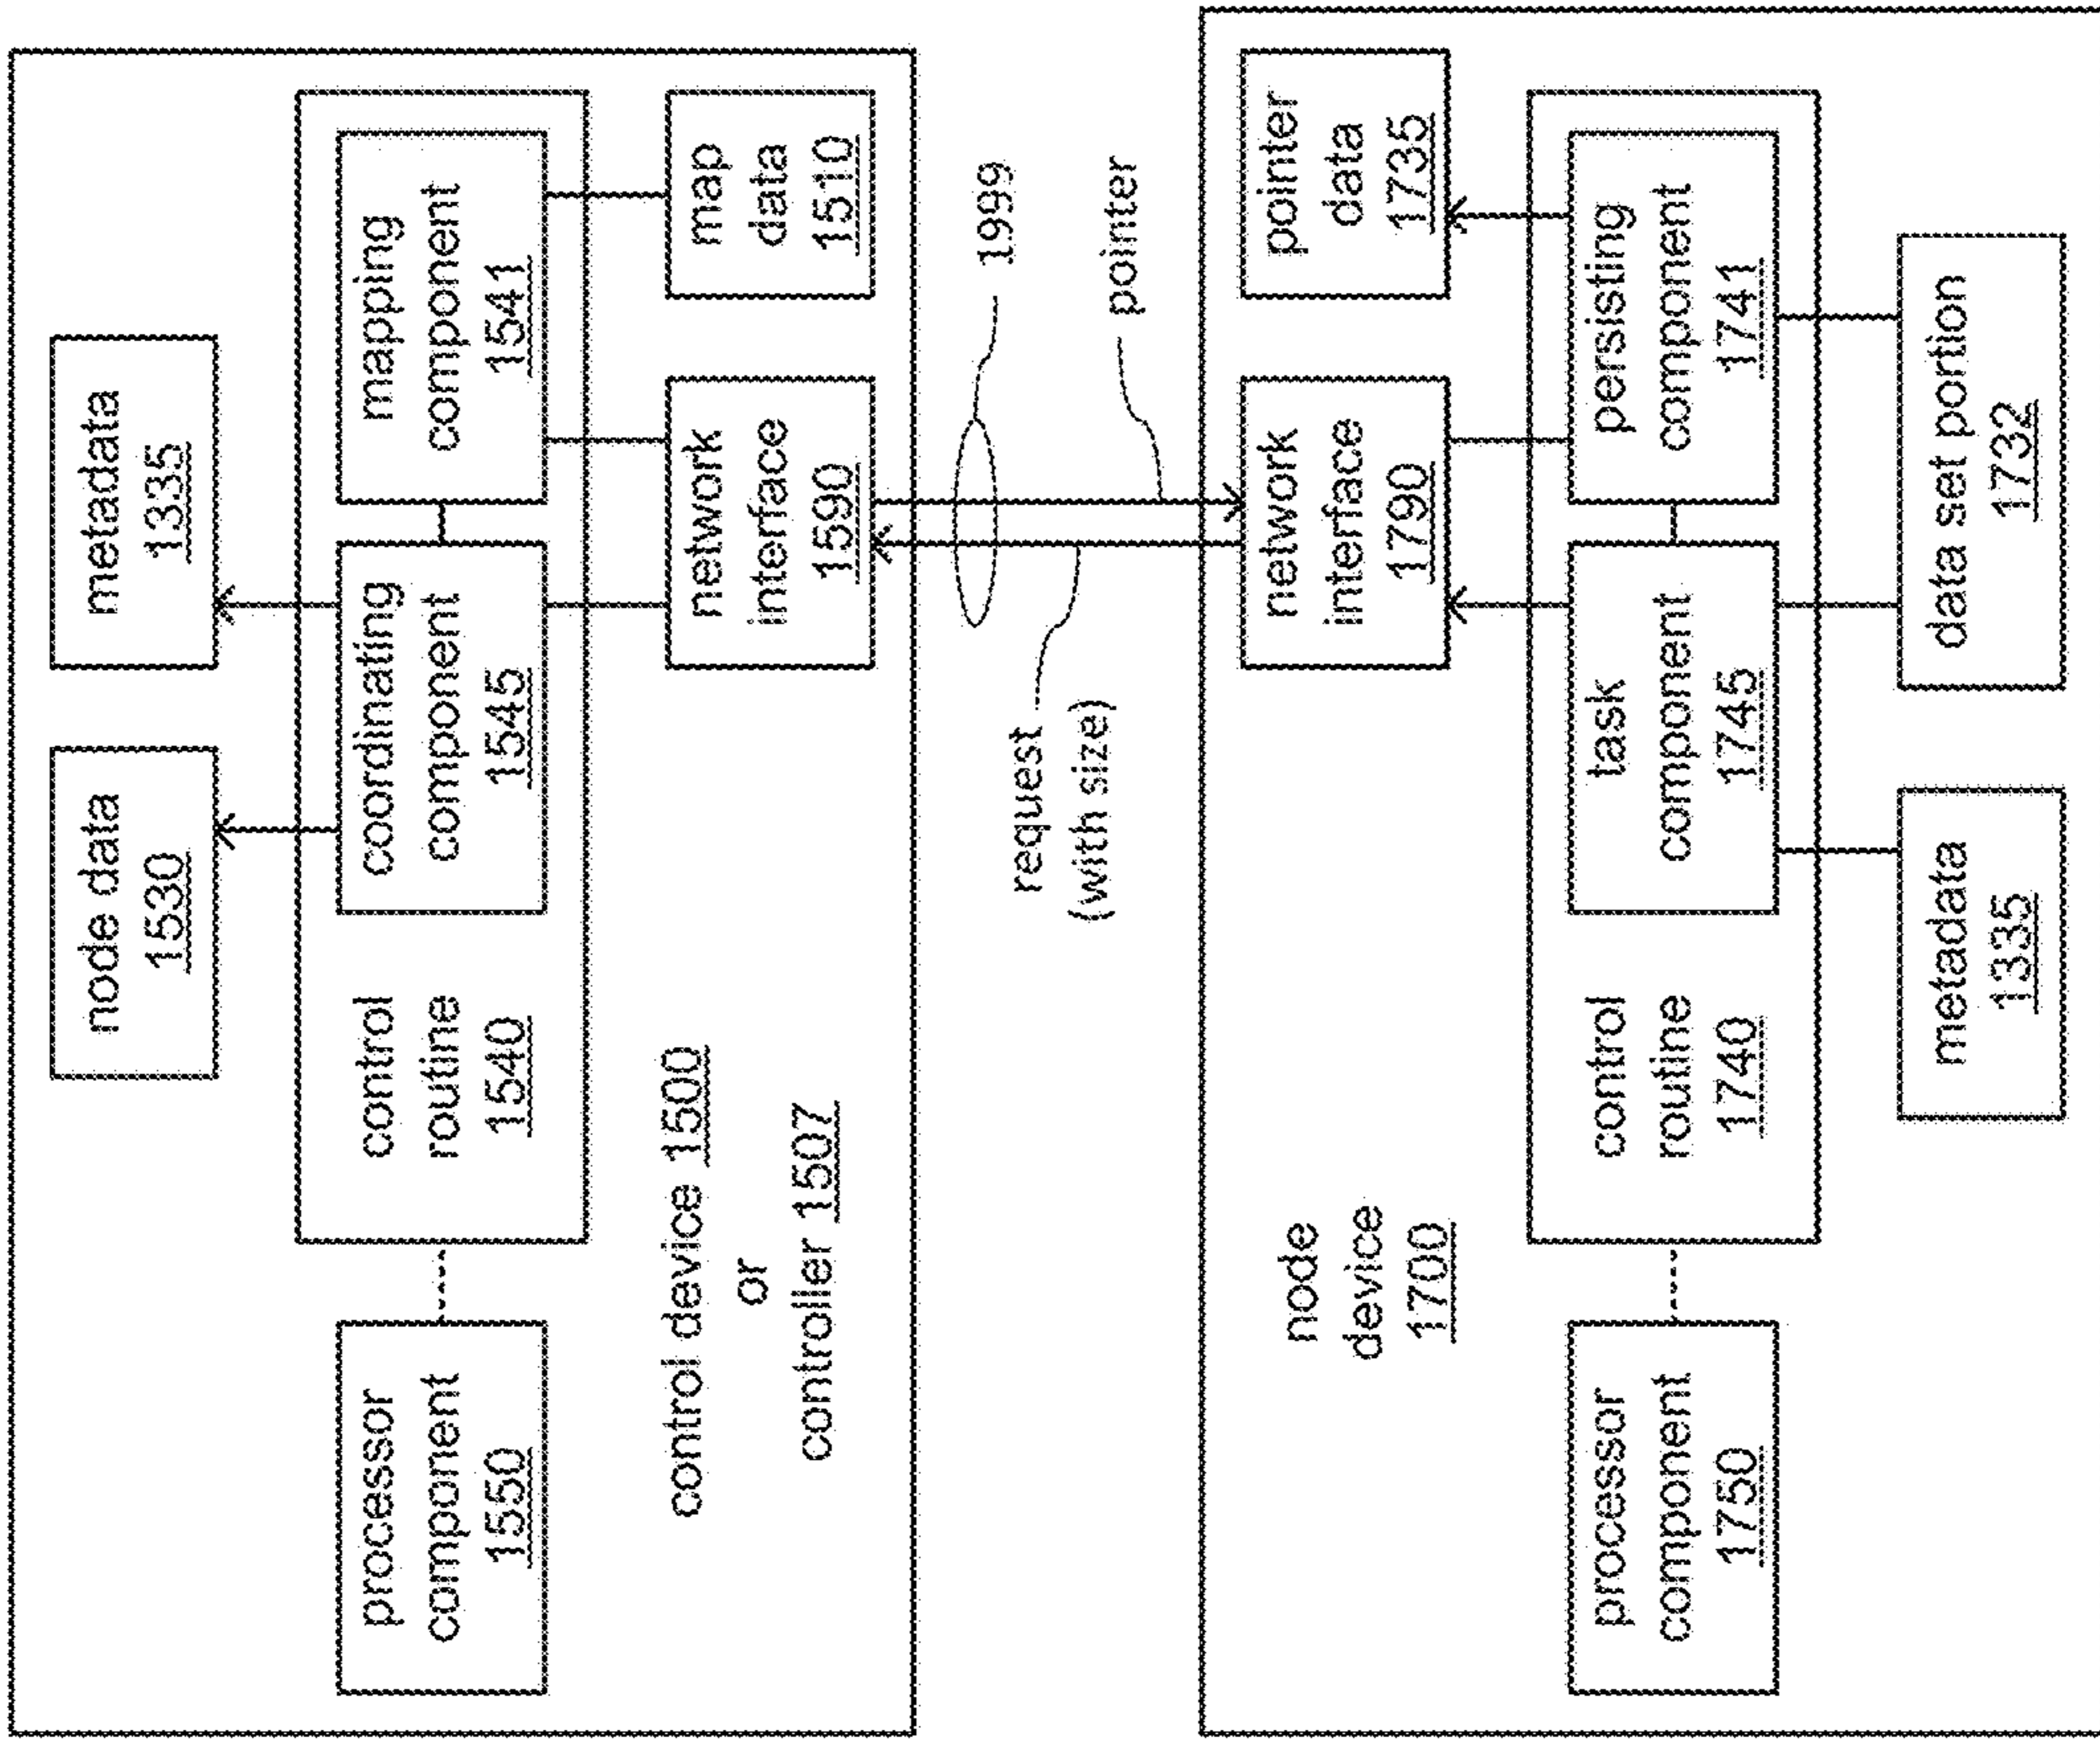 processor
component
1550
control
routine
1540
coordinating
component
1545
mapping
component
1541
node data
1530
metadata
1335
control device 1500
or
controller 1507
network
interface
1590
map
data
1510
request
(with size)
1999
pointer
node
device
1700
network
interface
1790
pointer
data
1735
processor
component
1750
control
routine
1740
task
component
1745
persisting
component
1741
metadata
1335
data set portion
1732